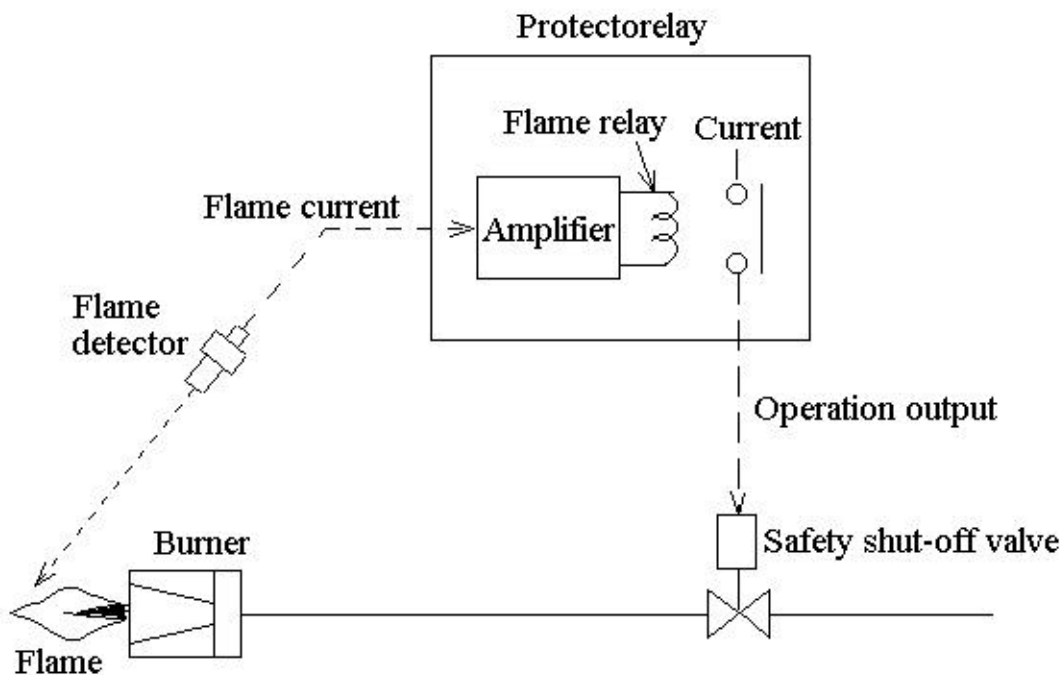 Protectorelay
Flame relay
Current
Flame current
Amplifier
Flame
detector
Operation output
Burner
Safety shut-off valve
Flame